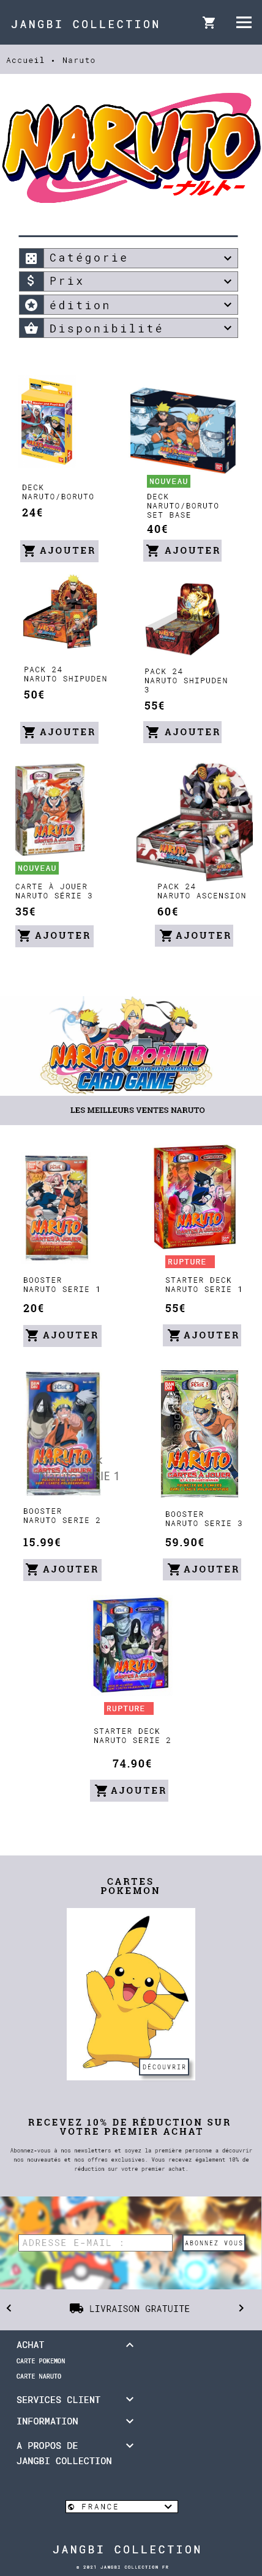 JANGBI COLLECTION
Accueil • Naruto
NARUTO
-ナルト-
Catégorie
Prix
édition
Disponibilité
NOUVEAU
DECK
NARUTO/BORUTO
24€
DECK
NARUTO/BORUTO
SET BASE
40€
AJOUTER
AJOUTER
PACK 24
NARUTO SHIPUDEN
50€
PACK 24
NARUTO SHIPUDEN
3
55€
AJOUTER
AJOUTER
NOUVEAU
CARTE À JOUER
NARUTO SÉRIE 3
35€
PACK 24
NARUTO ASCENSION
60€
AJOUTER
AJOUTER
NARUTO BORUTO
CARD GAME
LES MEILLEURS VENTES NARUTO
RUPTURE
BOOSTER
NARUTO SERIE 1
20€
STARTER DECK
NARUTO SERIE 1
55€
AJOUTER
AJOUTER
BOOSTER
NARUTO SERIE 2
15.99€
BOOSTER
NARUTO SERIE 3
59.90€
AJOUTER
AJOUTER
RUPTURE
STARTER DECK
NARUTO SERIE 2
74.90€
AJOUTER
CARTES
POKEMON
DÉCOUVRIR
RECEVEZ 10% DE RÉDUCTION SUR
VÔTRE PREMIER ACHAT
Abonnez-vous à nos newsletters et soyez la première personne a découvrir
nos nouveautés et nos offres exclusives. Vous recevez également 10% de
réduction sur votre premier achat.
ADRESSE E-MAIL :
ABONNEZ VOUS
LIVRAISON GRATUITE
ACHAT
CARTE POKEMON
CARTE NARUTO
SERVICES CLIENT
INFORMATION
A PROPOS DE
JANGBI COLLECTION
FRANCE
JANGBI COLLECTION
© 2021 JANGBI COLLECTION FR